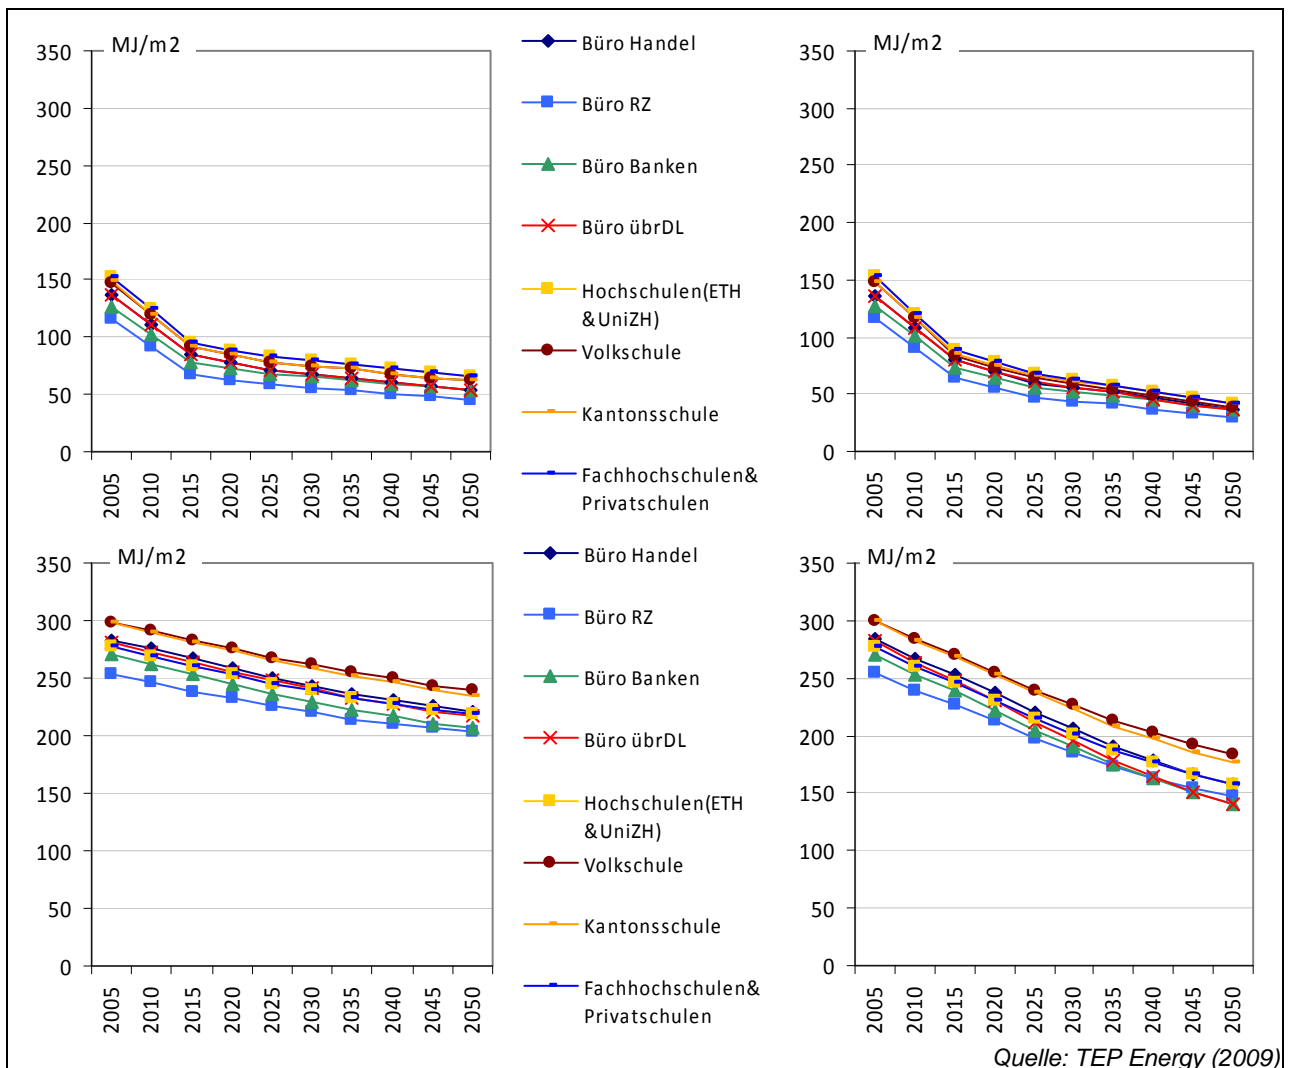 MJ/m2
350
300
250
200
150
100
50
0
2005
2010
2015
2020
2025
2030
2035
2040
2045
2050
Büro Handel
Büro RZ
Büro Banken
Büro übrDL
Hochschulen(ETH
&UniZH)
Volkschule
Kantonsschule
Fachhochschulen&
Privatschulen
MJ/m2
350
300
250
200
150
100
50
0
2005
2010
2015
2020
2025
2030
2035
2040
2045
2050
MJ/m2
350
300
250
200
150
100
50
0
2005
2010
2015
2020
2025
2030
2035
2040
2045
2050
Büro Handel
Büro RZ
Büro Banken
Büro übrDL
Hochschulen(ETH
&UniZH)
Volkschule
Kantonsschule
Fachhochschulen&
Privatschulen
MJ/m2
350
300
250
200
150
100
50
0
2005
2010
2015
2020
2025
2030
2035
2040
2045
2050
Quelle: TEP Energy (2009)